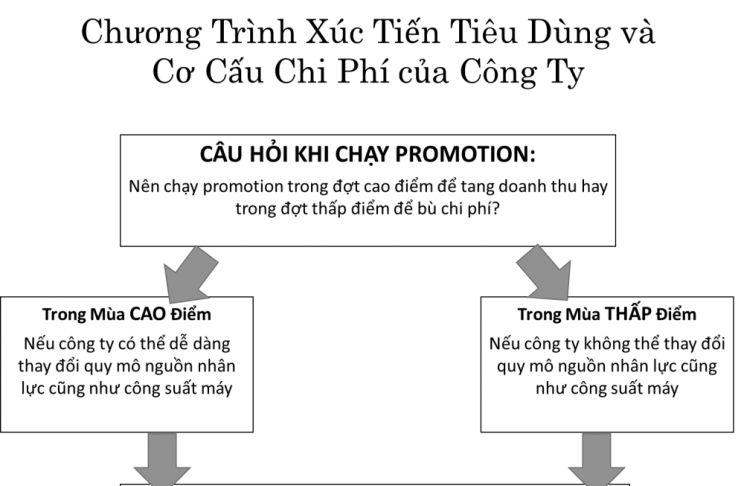 Chương Trình Xúc Tiến Tiêu Dùng và
Cơ Cấu Chi Phí của Công Ty
CÂU HỎI KHI CHẠY PROMOTION:
Nên chạy promotion trong đợt cao điểm để tang doanh thu hay
trong đợt thấp điểm để bù chi phí?
Trong Mùa CAO Điểm
Nếu công ty có thể dễ dàng
thay đổi quy mô nguồn nhân
lực cũng như công suất máy
Trong Mùa THẤP Điểm
Nếu công ty không thể thay đổi
quy mô nguồn nhân lực cũng
như công suất máy